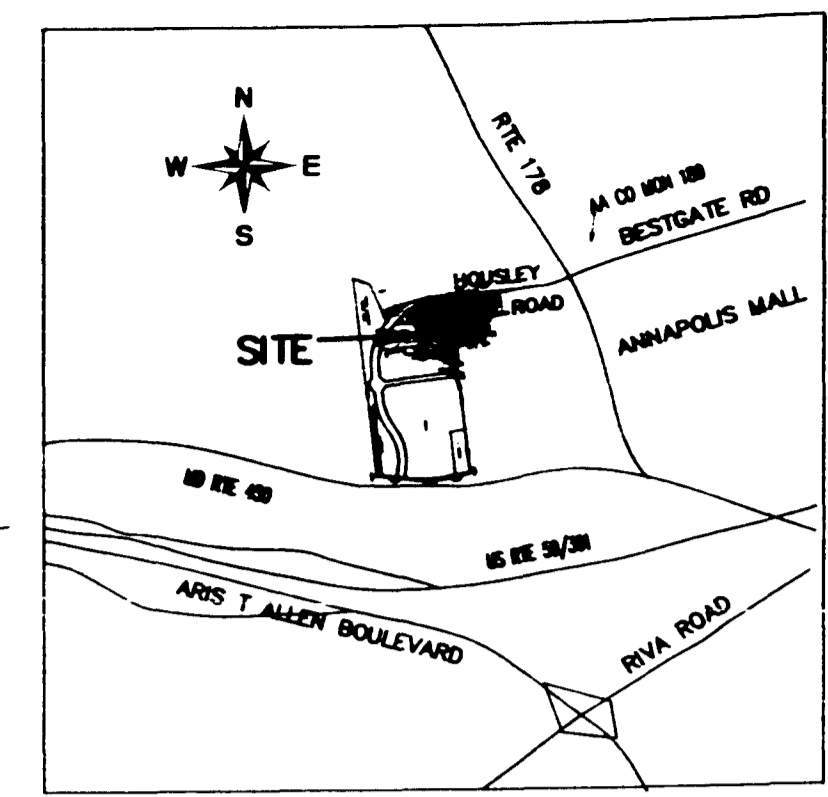 N
W E
S
RTE 178
AA CO MON 189
BESTGATE RD
HOUSLEY
ROAD
ANNAPOLIS MALL
SITE
MD RTE 450
US RTE 50/301
ARIS T ALLEN BOULEVARD
RIVA ROAD